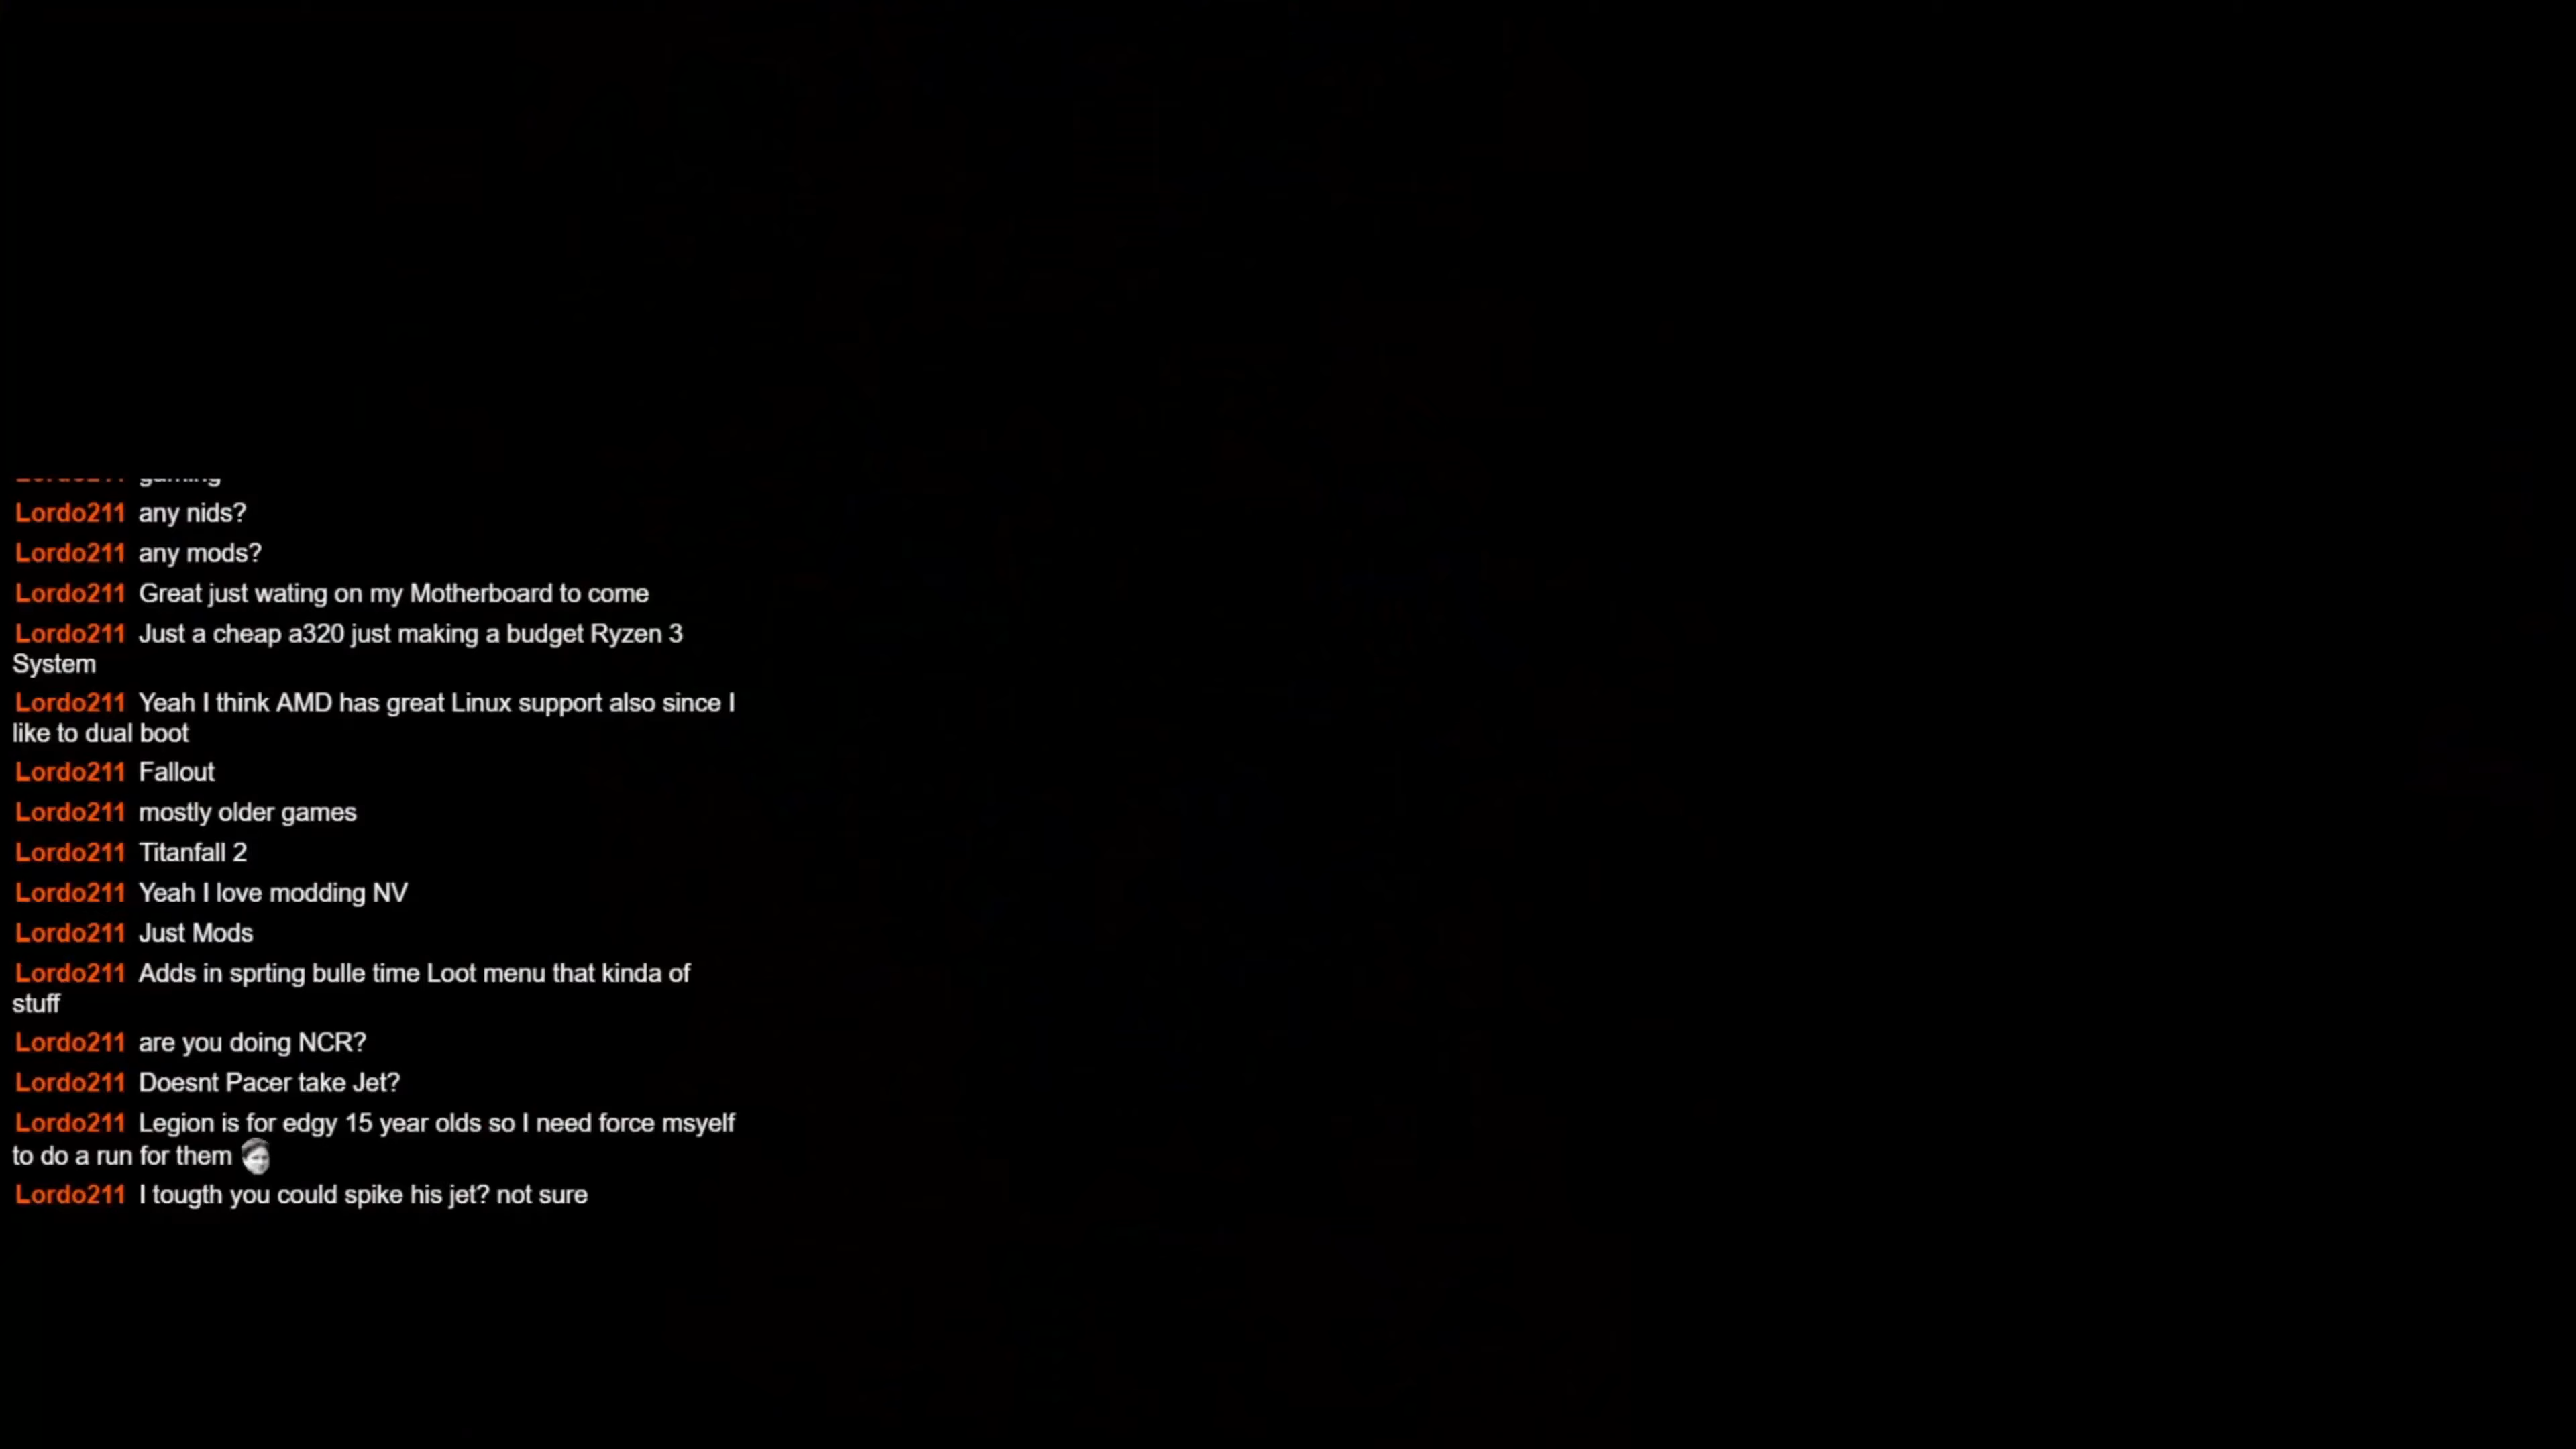 any nids?
Lordo211 any nids?
Lordo211 any mods?
Lordo211 Great just wating on my Motherboard to come
Lordo211 Just a cheap a320 just making a budget Ryzen 3
System
Lordo211 Yeah I think AMD has great Linux support also since I
like to dual boot
Lordo211 Fallout
Lordo211 mostly older games
Lordo211 Titanfall 2
Lordo211 Yeah I love modding NV
Lordo211 Just Mods
Lordo211 Adds in sprting bulle time Loot menu that kinda of
stuff
Lordo211 are you doing NCR?
Lordo211 Doesnt Pacer take Jet?
Lordo211 Legion is for edgy 15 year olds so I need force msyelf
to do a run for them
Lordo211 I tougth you could spike his jet? not sure